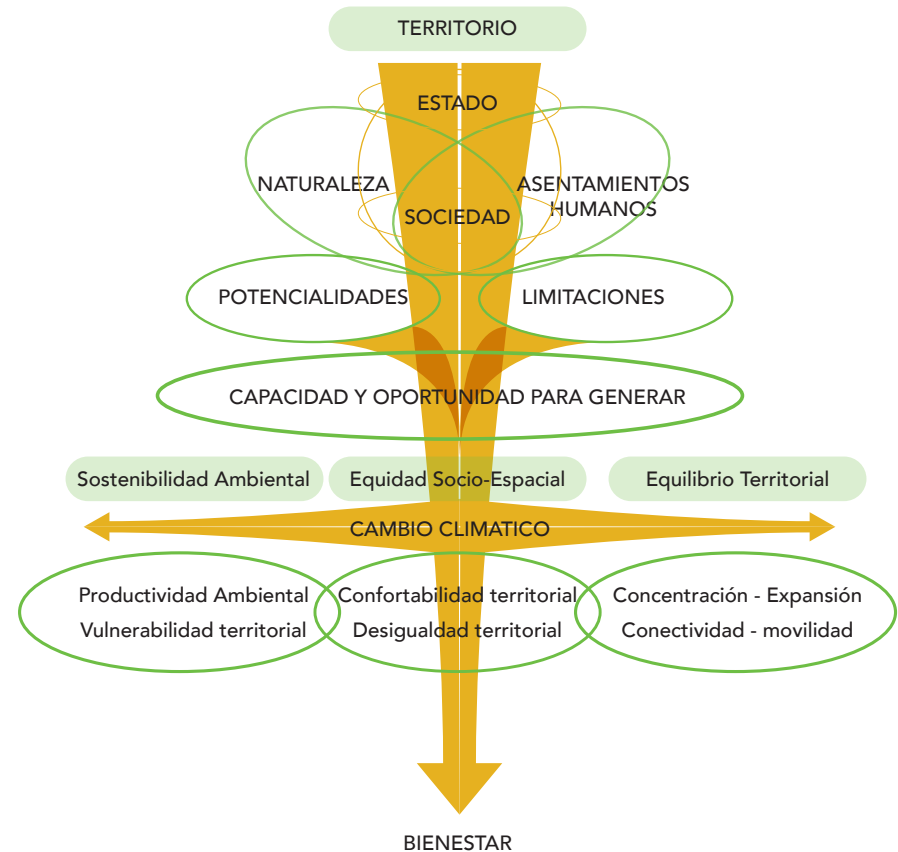 TERRITORIO
ESTADO
NATURALEZA
ASENTAMIENTOS
HUMANOS
SOCIEDAD
POTENCIALIDADES
LIMITACIONES
CAPACIDAD Y OPORTUNIDAD PARA GENERAR
Sostenibilidad Ambiental
Equidad Socio-Espacial
Equilibrio Territorial
CAMBIO CLIMATICO
Productividad Ambiental
Vulnerabilidad territorial
Confortabilidad territorial
Desigualdad territorial
Concentración - Expansión
Conectividad - movilidad
BIENESTAR